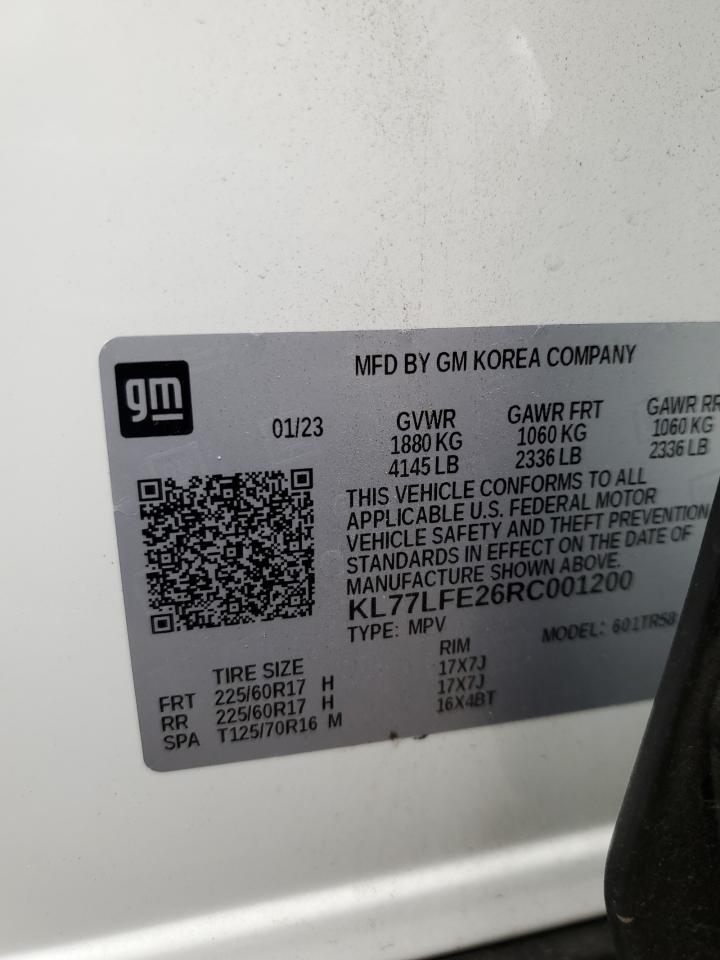 MFD BY GM KOREA COMPANY
gm
01/23
GVWR
1880 KG
4145 LB
GAWR FRT
1060 KG
2336 LB
GAWR RR
1060 KG
2336 LB
THIS VEHICLE CONFORMS TO ALL
APPLICABLE U.S. FEDERAL MOTOR
VEHICLE SAFETY AND THEFT PREVENTION
STANDARDS IN EFFECT ON THE DATE OF
MANUFACTURE SHOWN ABOVE.
KL77LFE26RC001200
TYPE: MPV MODEL: 601TR58
TIRE SIZE RIM
FRT 225/60R17 H 17X7J
RR 225/60R17 H 17X7J
SPA T125/70R16 M 16X4BT